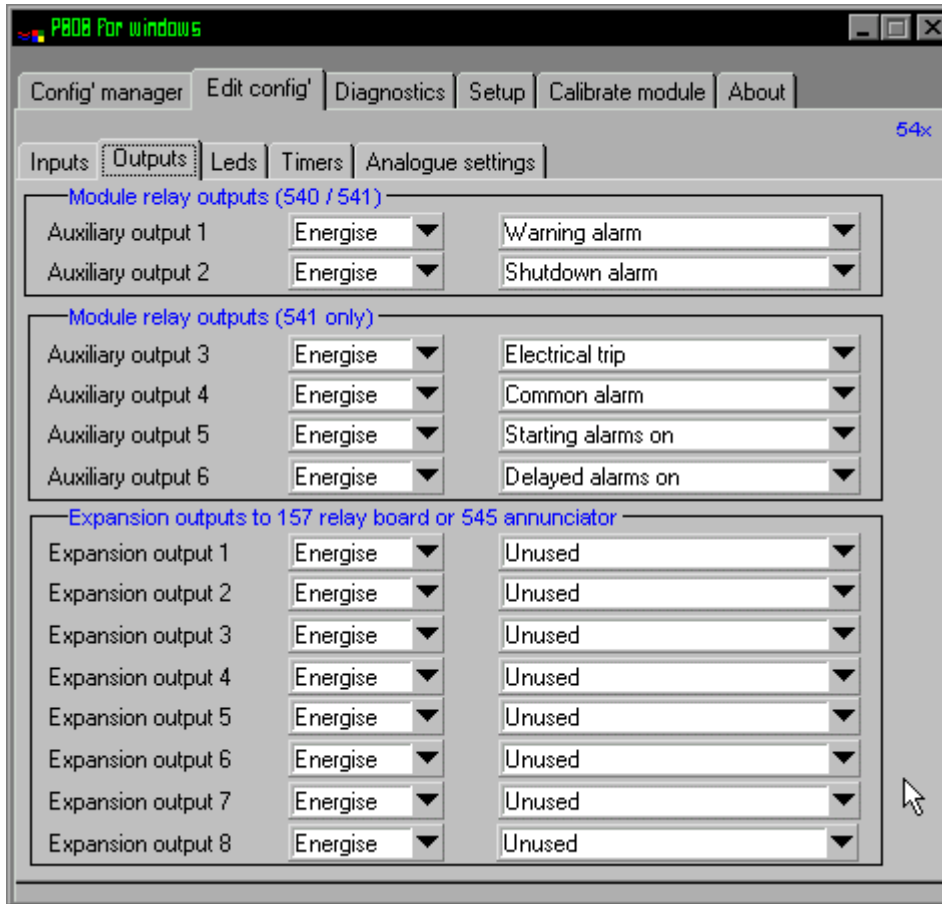 P808 For windows
Config' manager Edit config' Diagnostics Setup Calibrate module About
54x
Inputs Outputs Leds Timers Analogue settings
Module relay outputs (540 / 541)
Auxiliary output 1 Energise Warning alarm
Auxiliary output 2 Energise Shutdown alarm
Module relay outputs (541 only)
Auxiliary output 3 Energise Electrical trip
Auxiliary output 4 Energise Common alarm
Auxiliary output 5 Energise Starting alarms on
Auxiliary output 6 Energise Delayed alarms on
Expansion outputs to 157 relay board or 545 annunciator
Expansion output 1 Energise Unused
Expansion output 2 Energise Unused
Expansion output 3 Energise Unused
Expansion output 4 Energise Unused
Expansion output 5 Energise Unused
Expansion output 6 Energise Unused
Expansion output 7 Energise Unused
Expansion output 8 Energise Unused